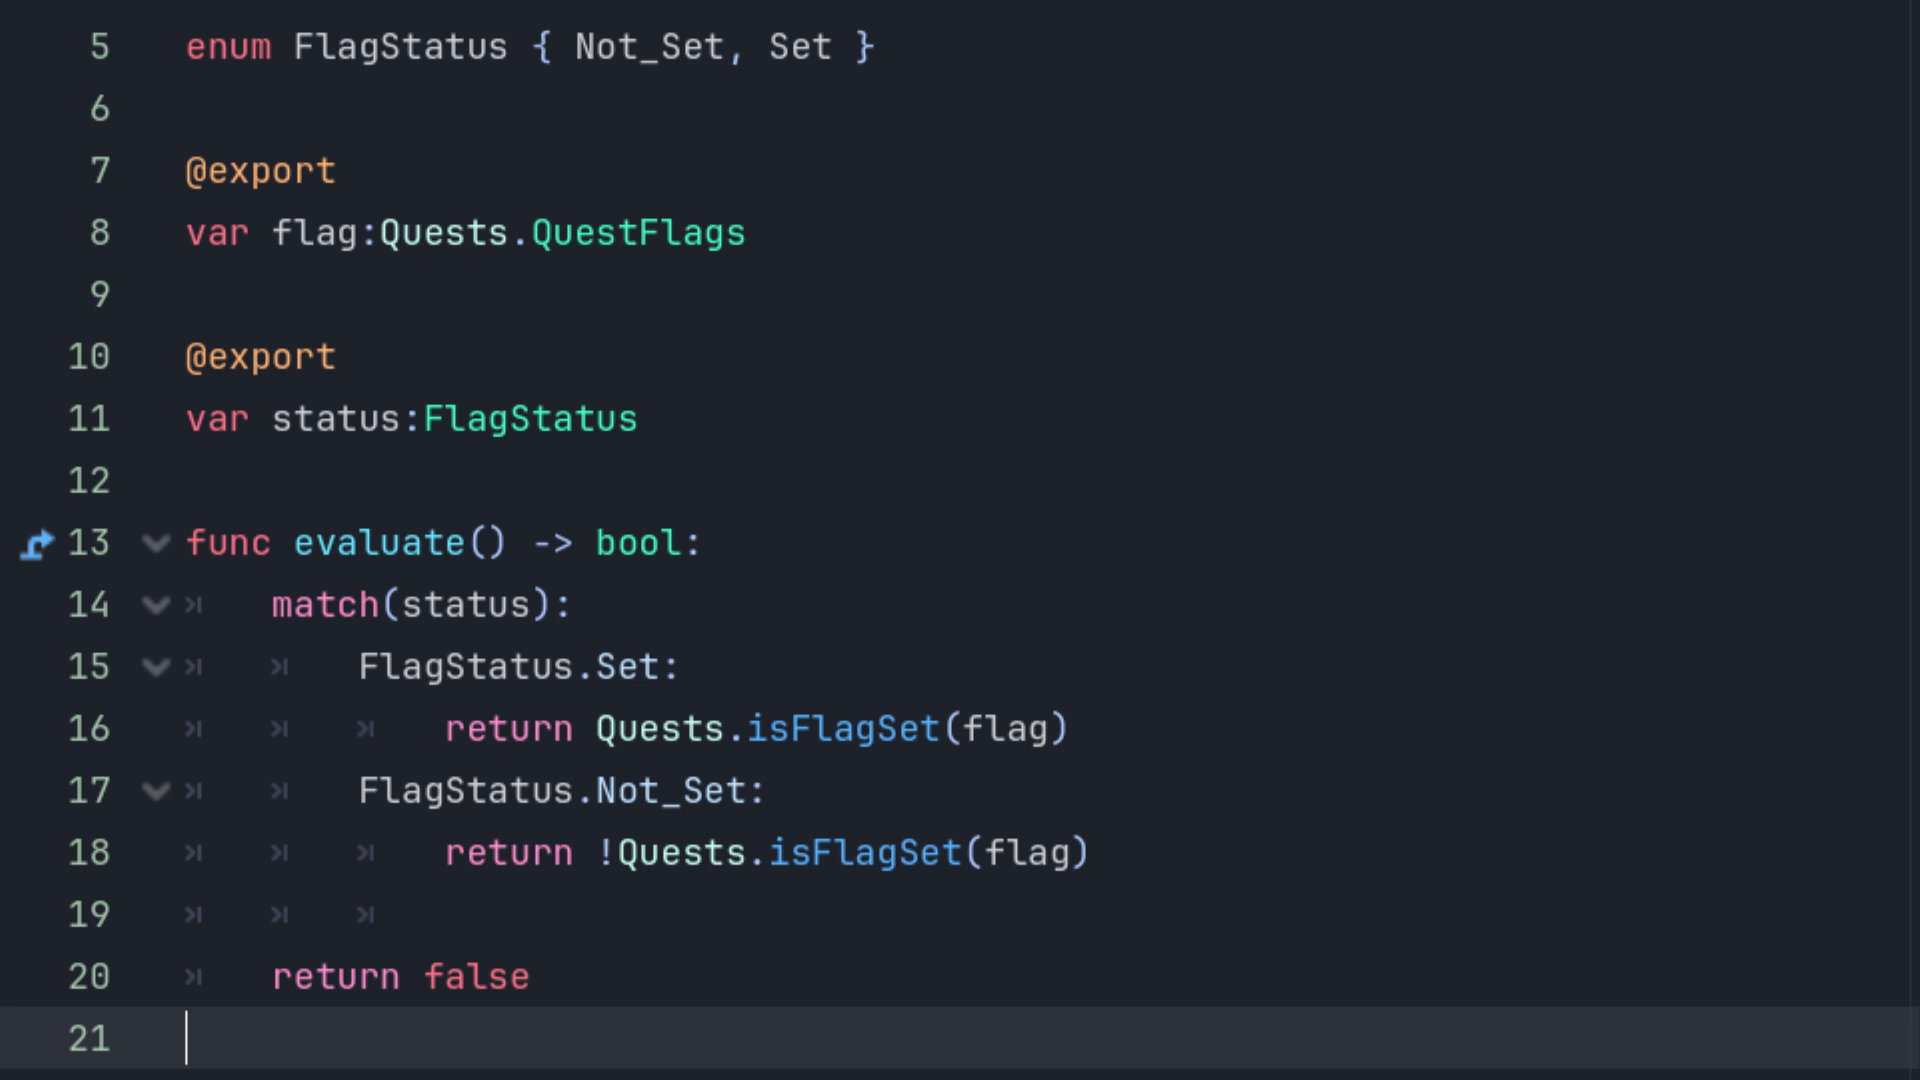 5 enum FlagStatus { Not_Set, Set }
6
7 @export
8 var flag:Quests.QuestFlags
9
10 @export
11 var status:FlagStatus
12
13 func evaluate() -> bool:
14 match(status):
15 FlagStatus.Set:
16 return Quests.isFlagSet(flag)
17 FlagStatus.Not_Set:
18 return !Quests.isFlagSet(flag)
19
20 return false
21